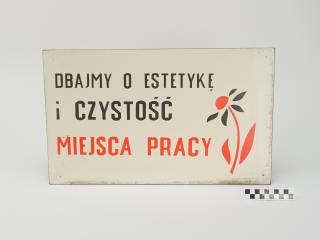 DBAJMY O ESTETYKĘ
i CZYSTOŚĆ
MIEJSCA PRACY